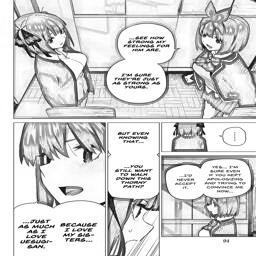 ...SEE HOW
STRONG MY
FEELINGS FOR
HIM ARE.
I'M SURE
THEY'RE JUST
AS STRONG AS
YOURS.
BUT EVEN
KNOWING
THAT...
...YOU
STILL WANT
TO WALK
DOWN THIS
THORNY
PATH?
YES... I'M
SURE EVEN
IF YOU KEPT
APOLOGIZING
AND TRYING
TO CONVINCE
ME NOW...
I'D
NEVER
ACCEPT
IT.
BECAUSE
I LOVE
MY SIS-
TERS...
...JUST
AS MUCH
AS I
LOVE
UESUGI-
SAN.
94